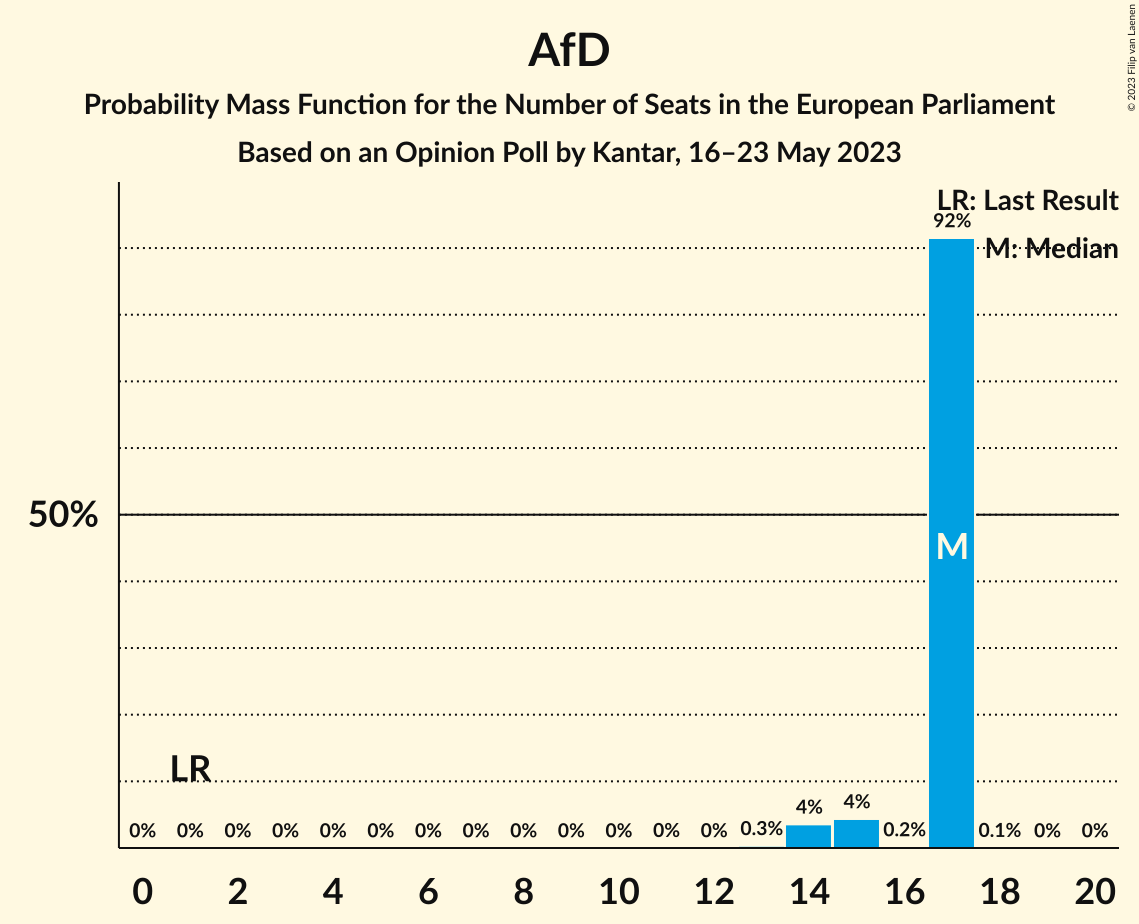 © 2023 Filip van Laenen
AfD
Probability Mass Function for the Number of Seats in the European Parliament
Based on an Opinion Poll by Kantar, 16–23 May 2023
LR: Last Result
92%
M: Median
50%
M
LR
0% 0% 0% 0% 0% 0% 0% 0% 0% 0% 0% 0% 0% 0.3% 4% 4% 0.2% 0.1% 0% 0%
0 2 4 6 8 10 12 14 16 18 20